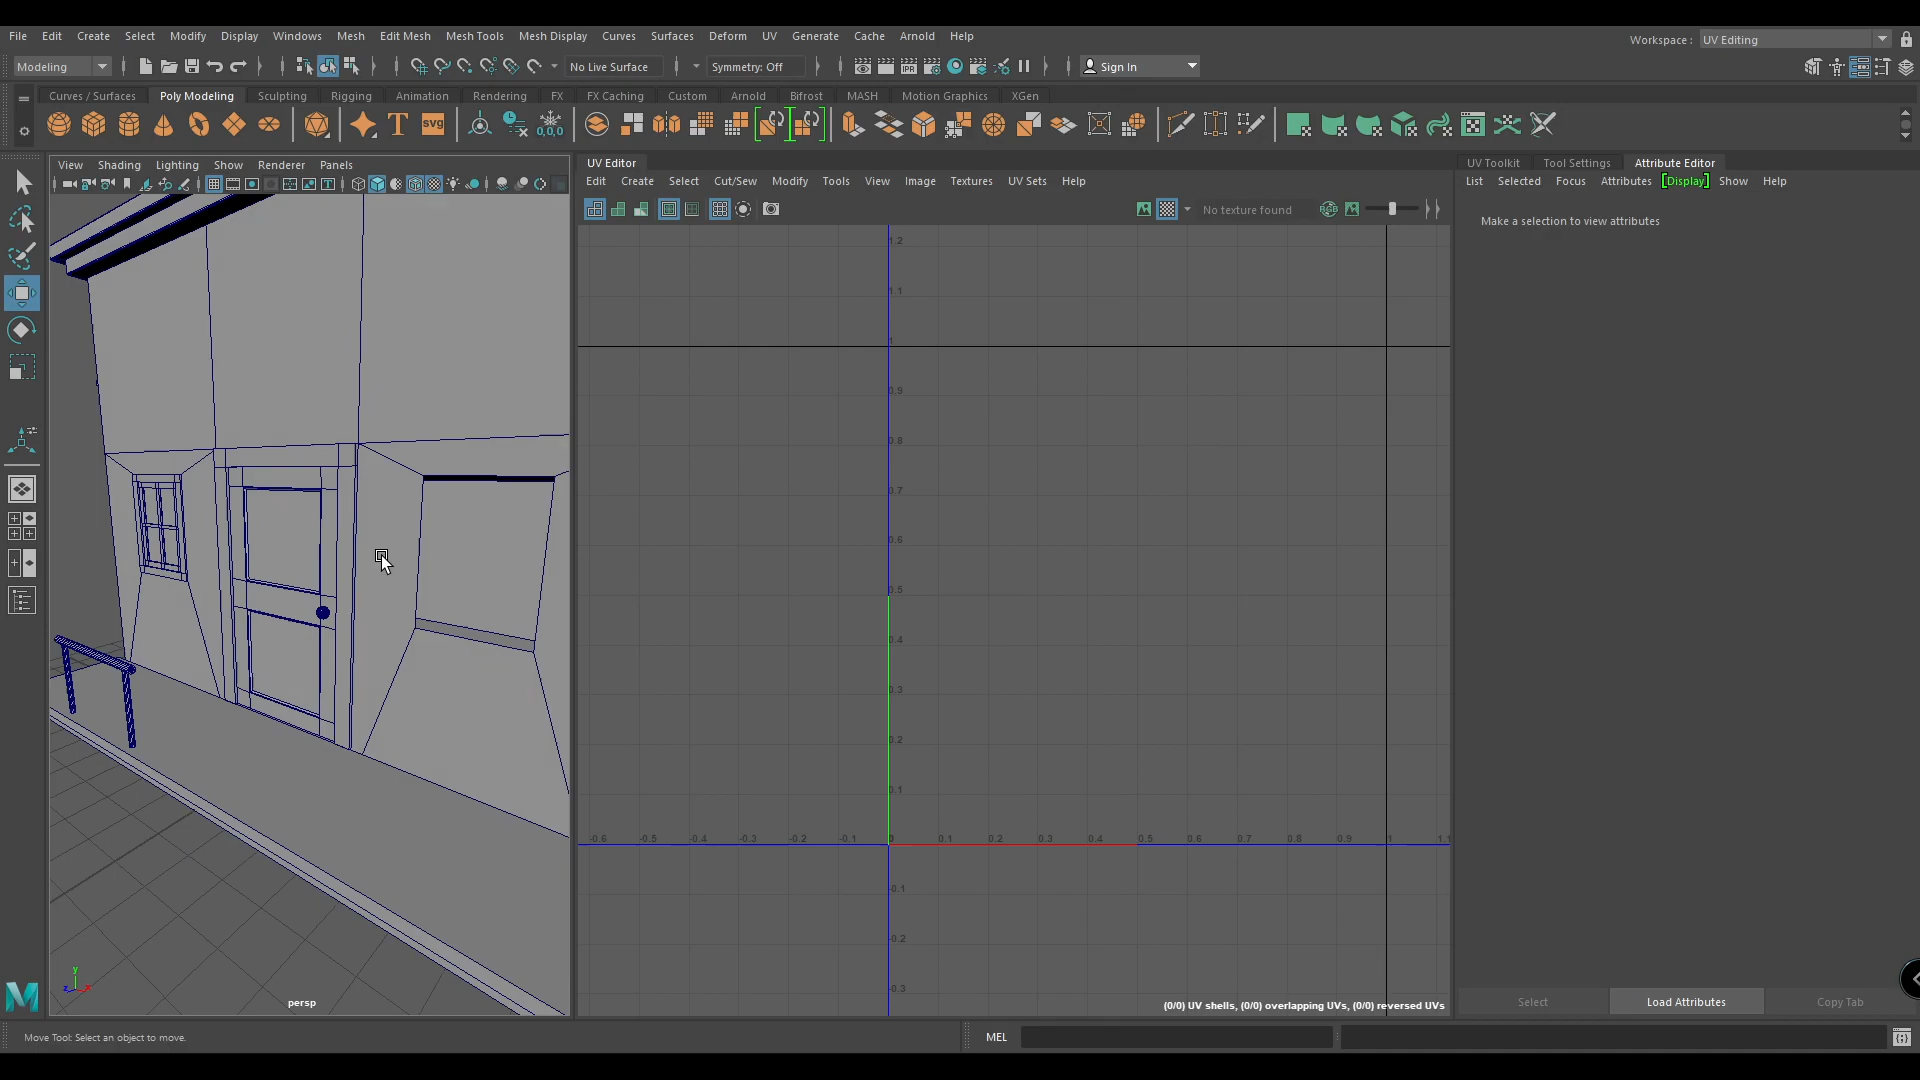 File Edit Create Select Modify Display Windows Mesh Edit Mesh Mesh Tools Mesh Display Curves Surfaces Deform UV Generate Cache Arnold Help
Workspace : UV Editing
Modeling
No Live Surface
Symmetry: Off
IPR
Sign In
Curves / Surfaces Poly Modeling Sculpting Rigging Animation Rendering FX FX Caching Custom Arnold Bifrost MASH Motion Graphics XGen
T
svg
0,0,0
View Shading Lighting Show Renderer Panels
UV Editor
UV Toolkit Tool Settings Attribute Editor
Edit Create Select Cut/Sew Modify Tools View Image Textures UV Sets Help
List Selected Focus Attributes [Display] Show Help
No texture found
RGB
Make a selection to view attributes
1.2
1.1
1
0.9
0.8
0.7
0.6
0.5
0.4
0.3
0.2
0.1
-0.6 -0.5 -0.4 -0.3 -0.2 -0.1 0 0.1 0.2 0.3 0.4 0.5 0.6 0.7 0.8 0.9 1 1.1
-0.1
-0.2
-0.3
y
z x
persp
(0/0) UV shells, (0/0) overlapping UVs, (0/0) reversed UVs
Select Load Attributes Copy Tab
M
Move Tool: Select an object to move.
MEL